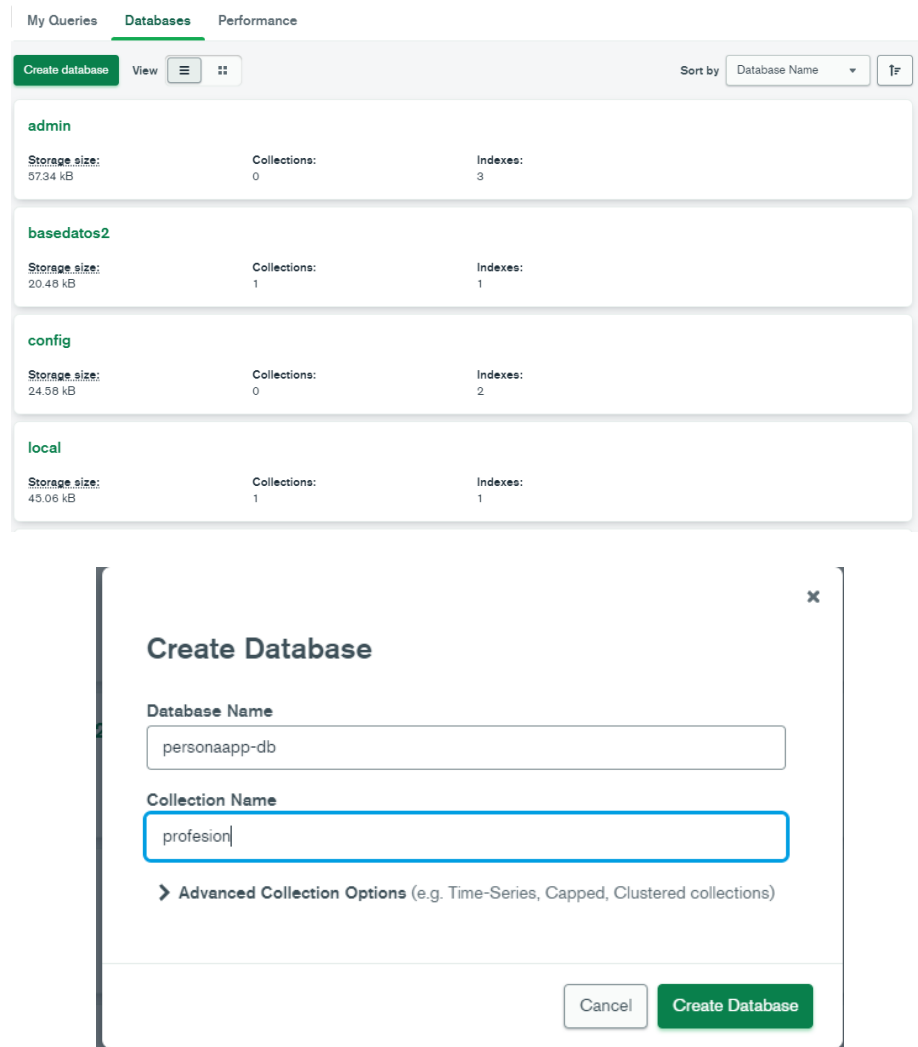 My Queries Databases Performance
Create database View Sort by Database Name
admin
Storage size: Collections: Indexes:
57.34 kB 0 3
basedatos2
Storage size: Collections: Indexes:
20.48 kB 1 1
config
Storage size: Collections: Indexes:
24.58 kB 0 2
local
Storage size: Collections: Indexes:
45.06 kB 1 1
Create Database
Database Name
personaapp-db
Collection Name
profesion
Advanced Collection Options (e.g. Time-Series, Capped, Clustered collections)
Cancel Create Database